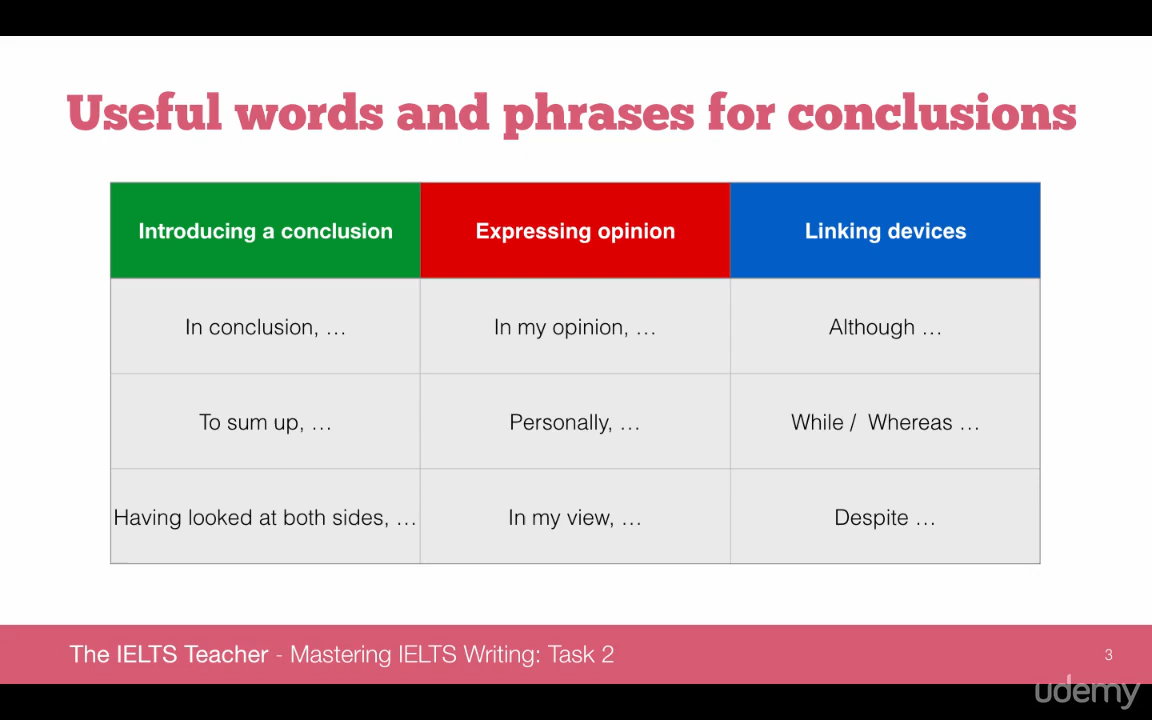 Useful words and phrases for conclusions
Introducing a conclusion
Expressing opinion
Linking devices
In conclusion, …
In my opinion, …
Although …
To sum up, …
Personally, …
While /  Whereas …
Having looked at both sides, …
In my view, …
Despite …
The IELTS Teacher - Mastering IELTS Writing: Task 2
3
udemy